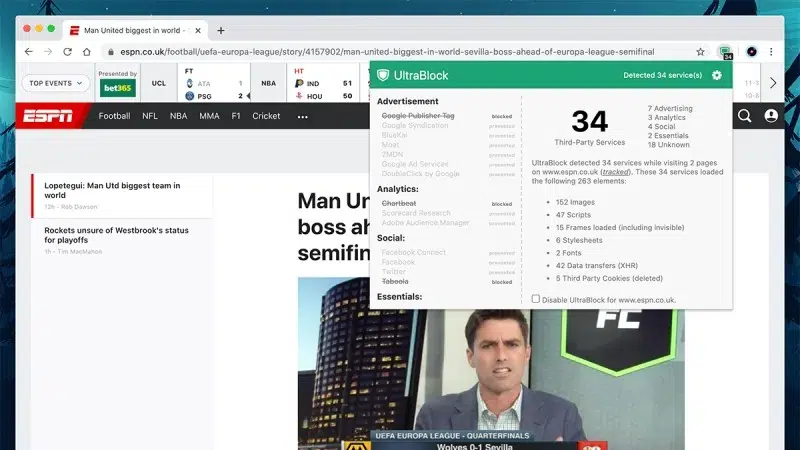 Man United biggest in world - S
espn.co.uk/football/uefa-europa-league/story/4157902/man-united-biggest-in-world-sevilla-boss-ahead-of-europa-league-semifinal
34
TOP EVENTS
Presented by
bet365
UCL
FT
ATA 1
PSG 2
NBA
HT
IND 51
HOU 50
11-3
10-8
ESPN
Football NFL NBA MMA F1 Cricket
Lopetegui: Man Utd biggest team in
world
12h - Rob Dawson
Rockets unsure of Westbrook's status
for playoffs
1h - Tim MacMahon
Man Un
boss ahe
semifin
UltraBlock
Detected 34 service(s)
Advertisement
Google Publisher Tag blocked
Google Syndication prevented
BlueKai prevented
Moat prevented
ZMDN prevented
Google Ad Services prevented
DoubleClick by Google prevented
Analytics:
Chartbeat blocked
Scorecard Research prevented
Adobe Audience Manager prevented
Social:
Facebook Connect prevented
Facebook prevented
Twitter prevented
Taboola blocked
Essentials:
34
Third-Party Services
7 Advertising
3 Analytics
4 Social
2 Essentials
18 Unknown
UltraBlock detected 34 services while visiting 2 pages
on www.espn.co.uk (tracked). These 34 services loaded
the following 263 elements:
• 152 Images
• 47 Scripts
• 15 Frames loaded (including invisible)
• 6 Stylesheets
• 2 Fonts
• 42 Data transfers (XHR)
• 5 Third Party Cookies (deleted)
Disable UltraBlock for www.espn.co.uk.
FC
UEFA EUROPA LEAGUE - QUARTERFINALS
Wolves 0-1 Sevilla